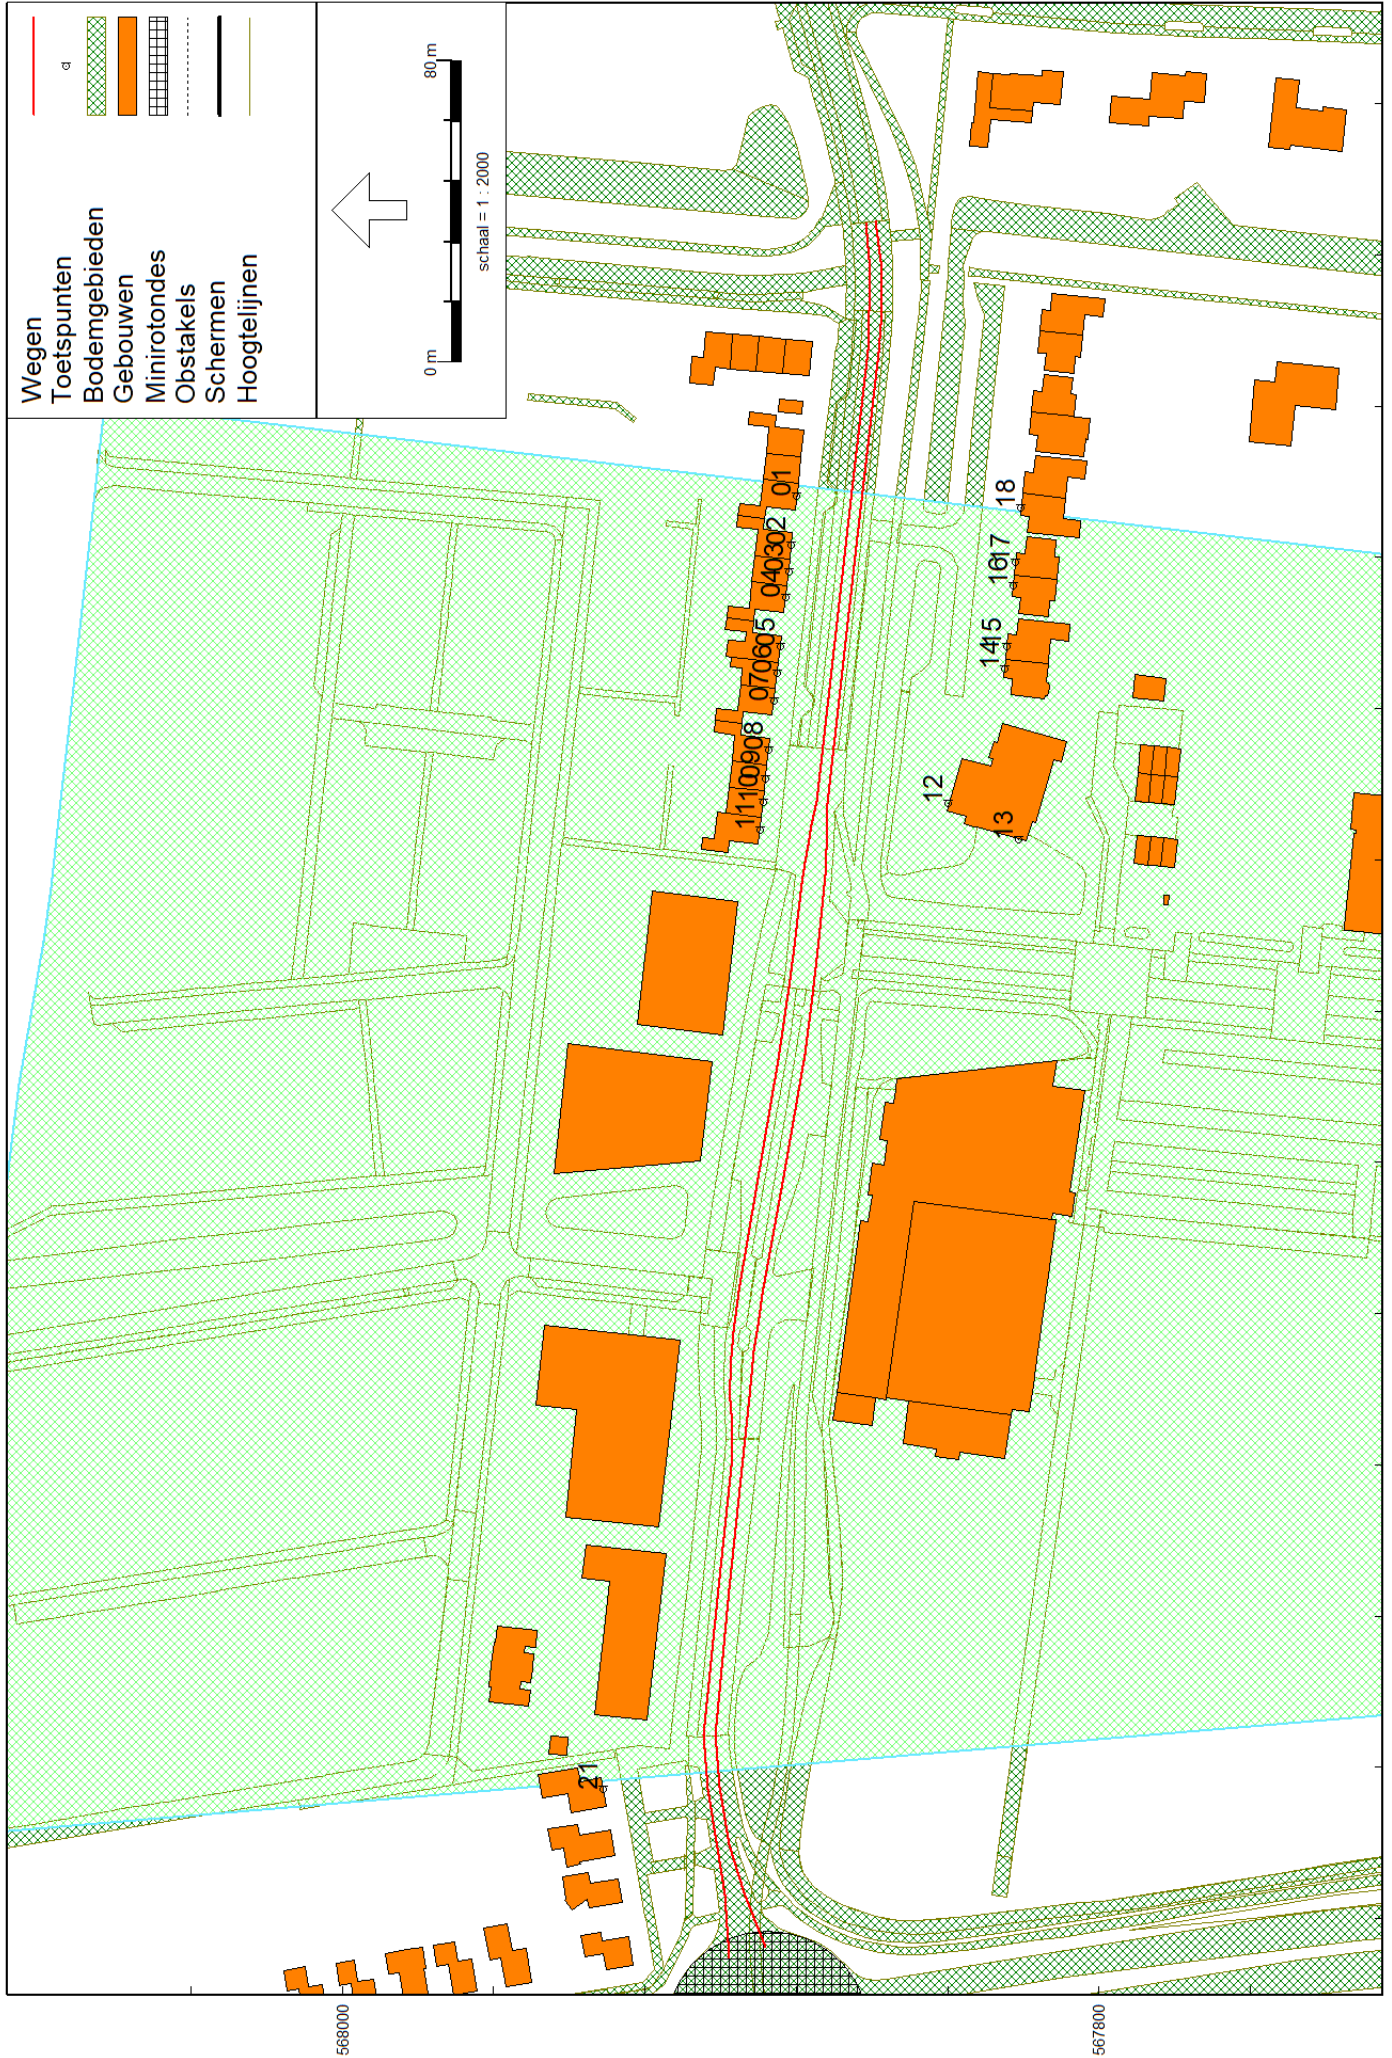 Wegen
Toetspunten
Bodemgebieden
Gebouwen
Minirotondes
Obstakels
Schermen
Hoogtelijnen
0 m
80 m
schaal = 1 : 2000
01
02
03
04
05
06
07
08
09
10
11
12
13
14
15
16
17
18
21
568000
567800